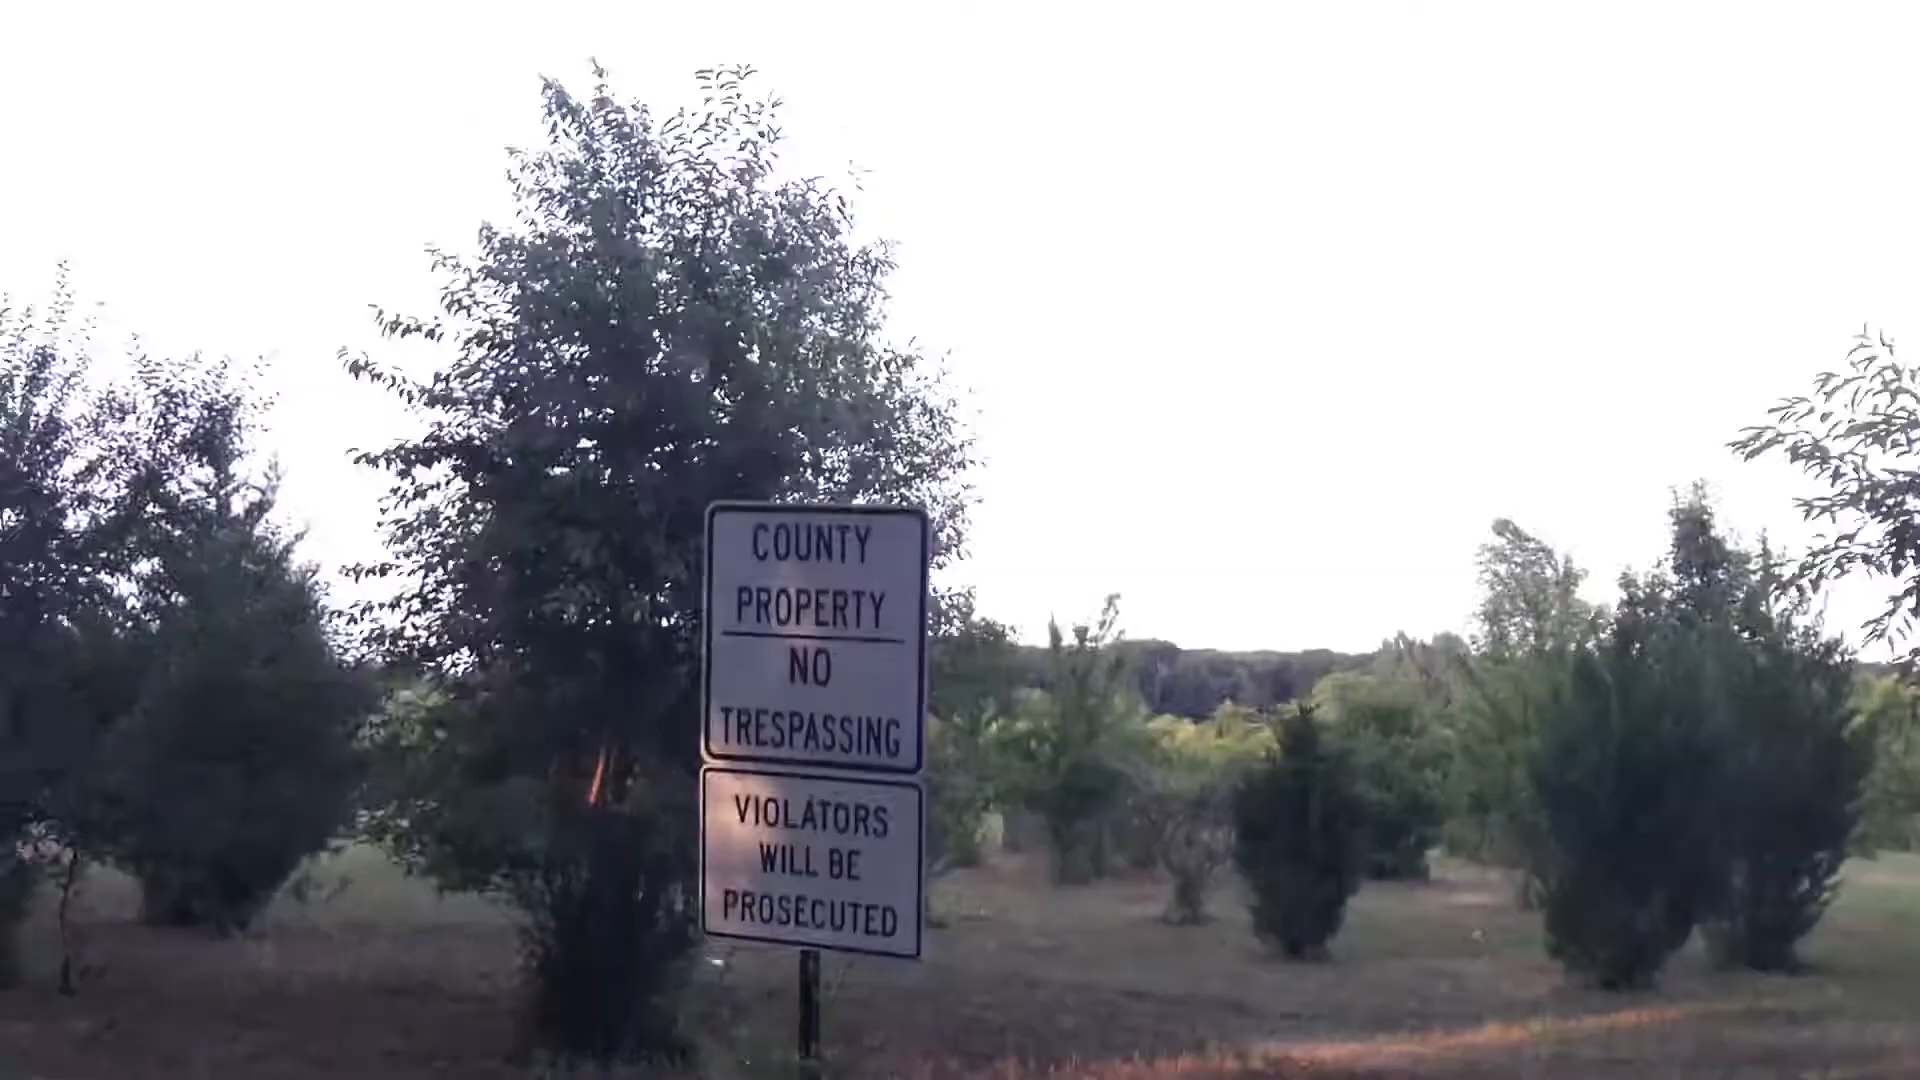 COUNTY
PROPERTY
NO
TRESPASSING
VIOLATORS
WILL BE
PROSECUTED